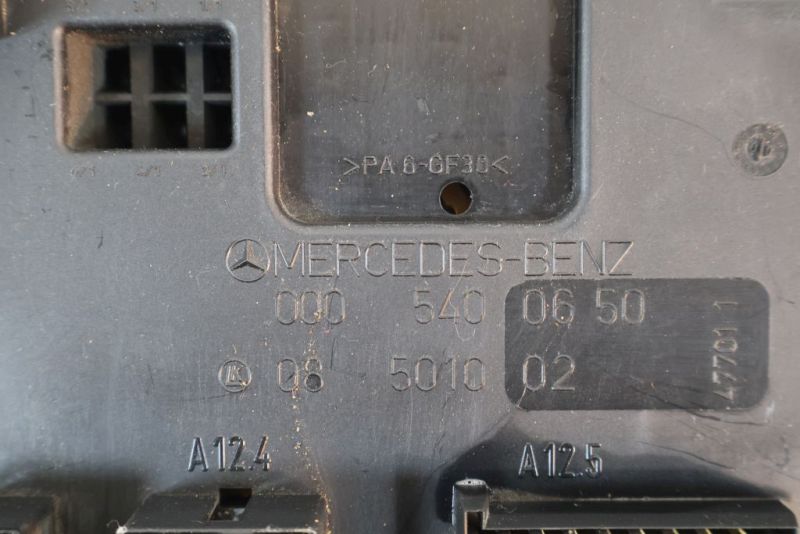 >PA 6-GF30<
MERCEDES-BENZ
000 540 06 50
08 5010 02
47701 1
A12.4
A12.5